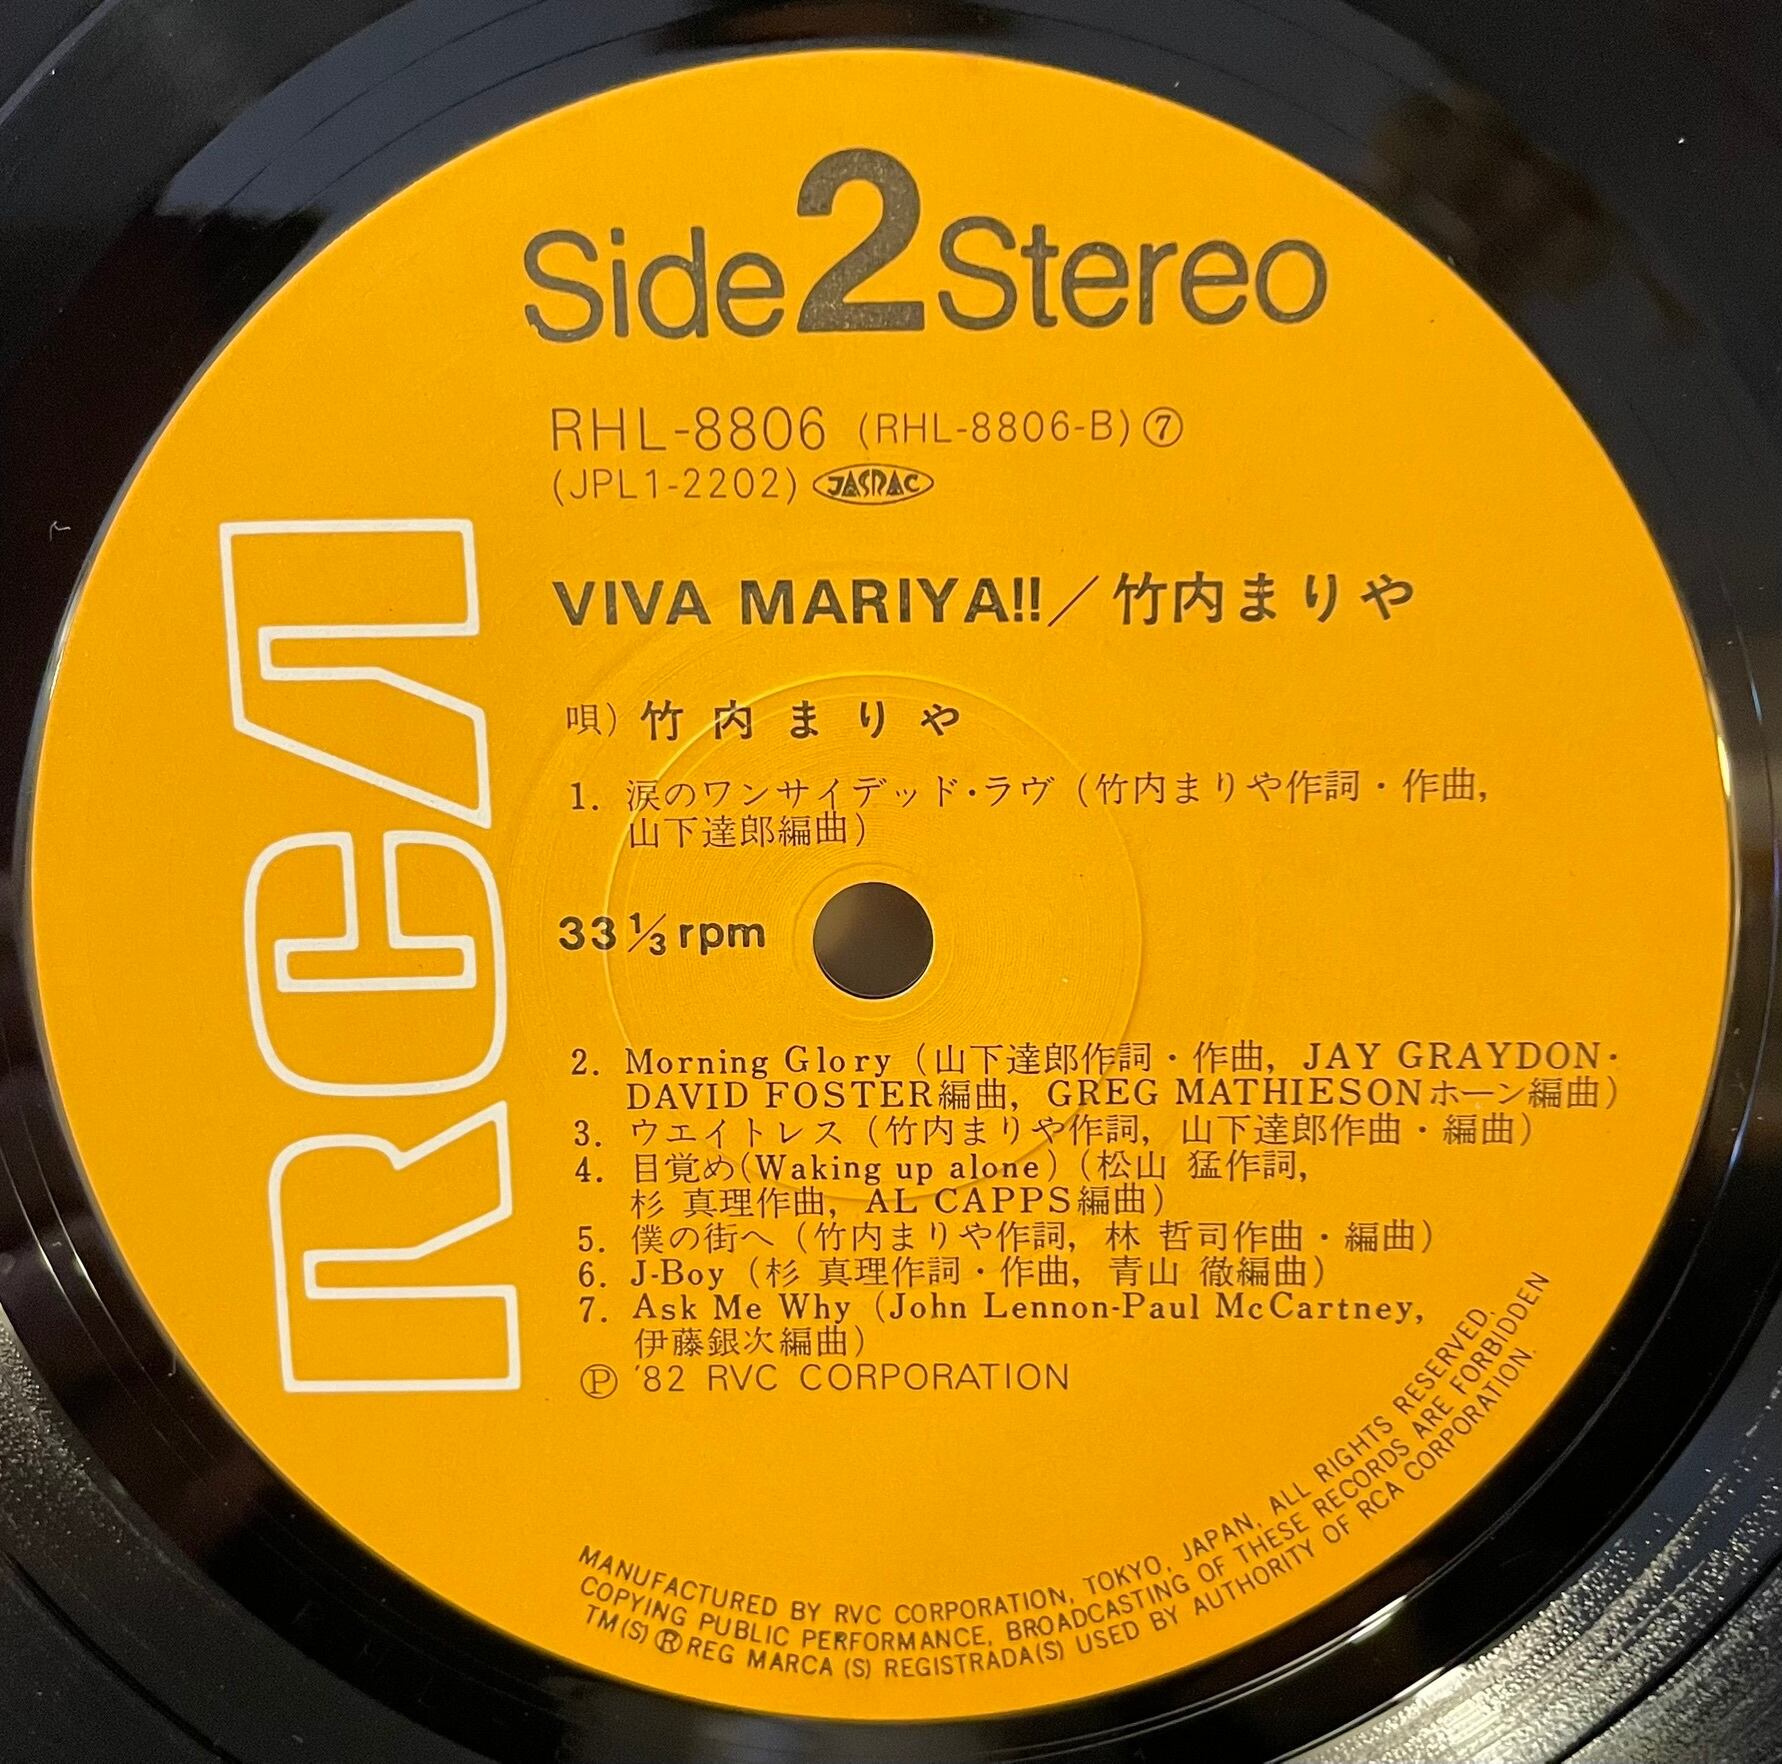 Side 2 Stereo
RHL-8806 (RHL-8806-B) ⑦
(JPL1-2202) JASRAC
VIVA MARIYA!!／竹内まりや
唄) 竹内まりや
1. 涙のワンサイデッド・ラヴ (竹内まりや作詞・作曲,
山下達郎編曲)
33⅓ rpm
2. Morning Glory (山下達郎作詞・作曲, JAY GRAYDON・
DAVID FOSTER編曲, GREG MATHIESONホーン編曲)
3. ウエイトレス (竹内まりや作詞, 山下達郎作曲・編曲)
4. 目覚め(Waking up alone) (松山 猛作詞,
杉 真理作曲, AL CAPPS編曲)
5. 僕の街へ (竹内まりや作詞, 林 哲司作曲・編曲)
6. J-Boy (杉 真理作詞・作曲, 青山 徹編曲)
7. Ask Me Why (John Lennon-Paul McCartney,
伊藤銀次編曲)
Ⓟ '82 RVC CORPORATION
RCA
MANUFACTURED BY RVC CORPORATION, TOKYO, JAPAN, ALL RIGHTS RESERVED,
COPYING PUBLIC PERFORMANCE, BROADCASTING OF THESE RECORDS ARE FORBIDDEN
TM(S) ® REG MARCA (S) REGISTRADA(S) USED BY AUTHORITY OF RCA CORPORATION.